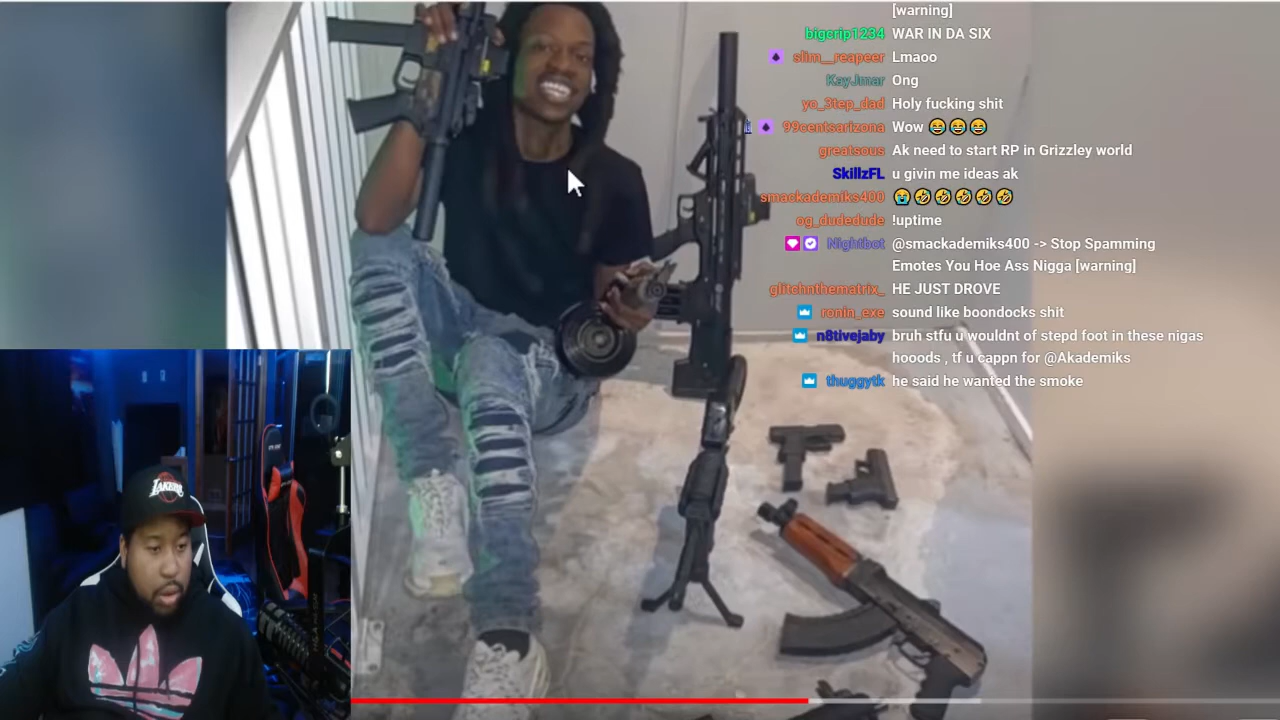 [warning]
bigcrip1234 WAR IN DA SIX
slim__reapeer Lmaoo
KayJmar Ong
yo_3tep_dad Holy fucking shit
99centsarizona Wow 😆😆😆
greatsous Ak need to start RP in Grizzley world
SkillzFL u givin me ideas ak
smackademiks400 😭🤣🤣🤣🤣🤣
og_dudedude !uptime
Nightbot @smackademiks400 -> Stop Spamming
Emotes You Hoe Ass Nigga [warning]
glitchnthematrix_ HE JUST DROVE
ronin_exe sound like boondocks shit
n8tivejaby bruh stfu u wouldnt of stepd foot in these nigas
hooods , tf u cappn for @Akademiks
thuggytk he said he wanted the smoke
LAKERS